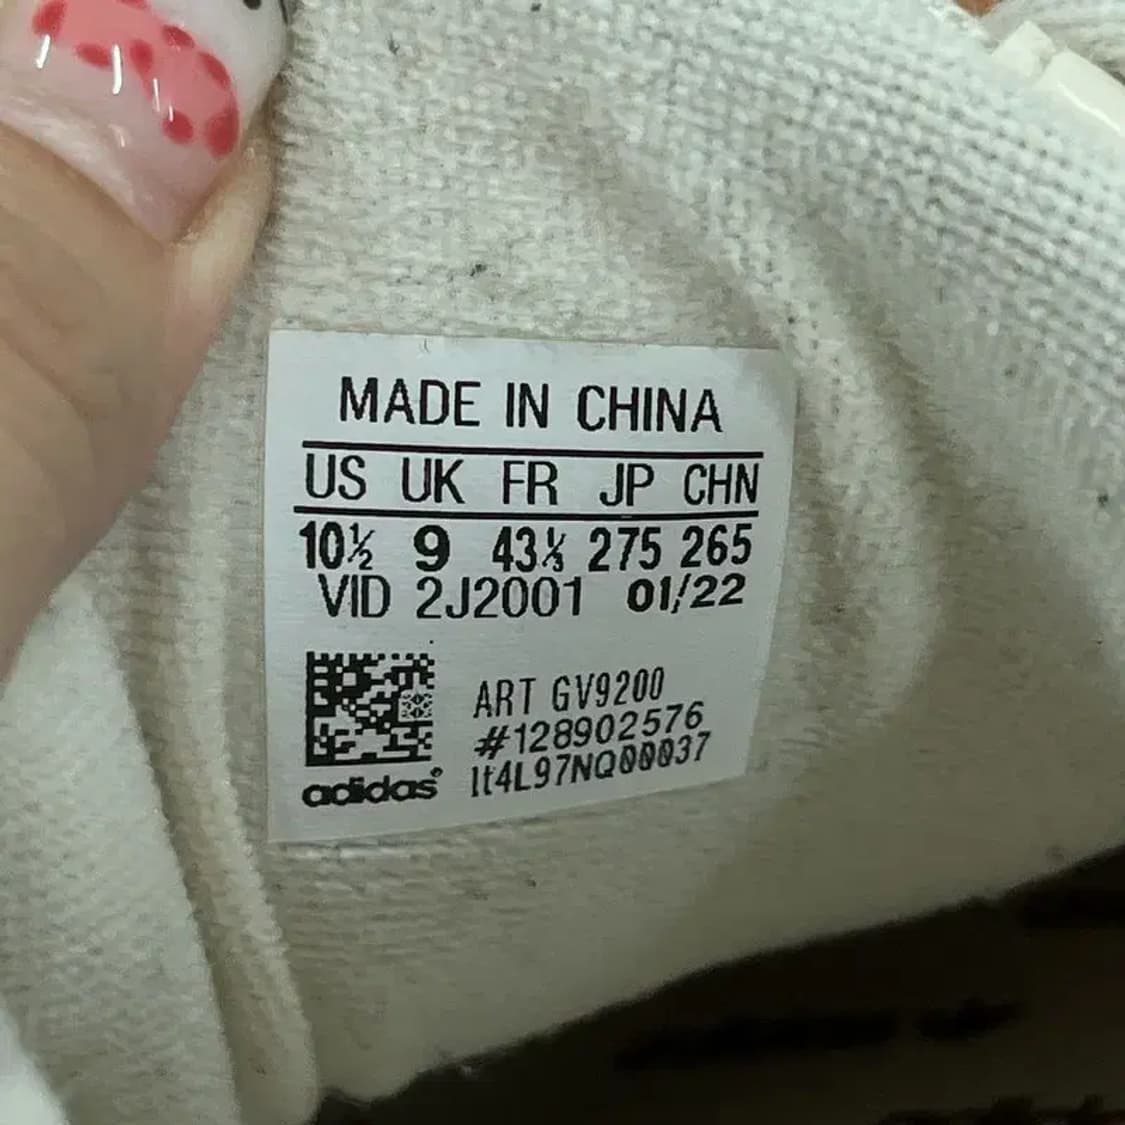 MADE IN CHINA
US UK FR JP CHN
10½ 9 43⅓ 275 265
VID 2J2001 01/22
ART GV9200
#128902576
lt4L97NQ00037
adidas®